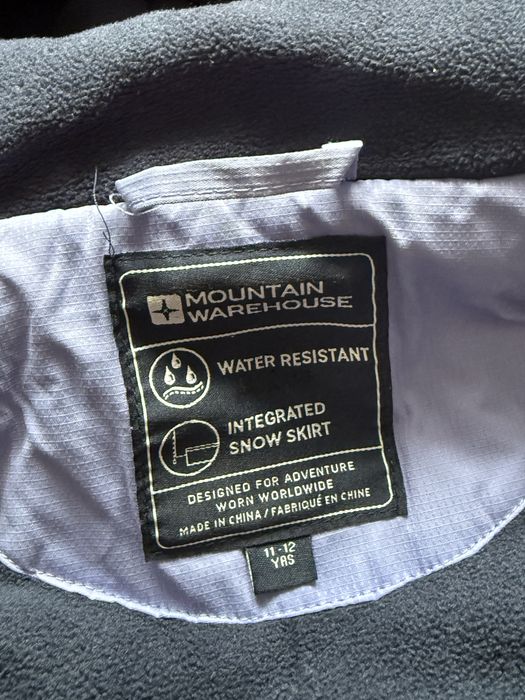 MOUNTAIN
WAREHOUSE
WATER RESISTANT
INTEGRATED
SNOW SKIRT
DESIGNED FOR ADVENTURE
WORN WORLDWIDE
MADE IN CHINA / FABRIQUÉ EN CHINE
11-12
YRS